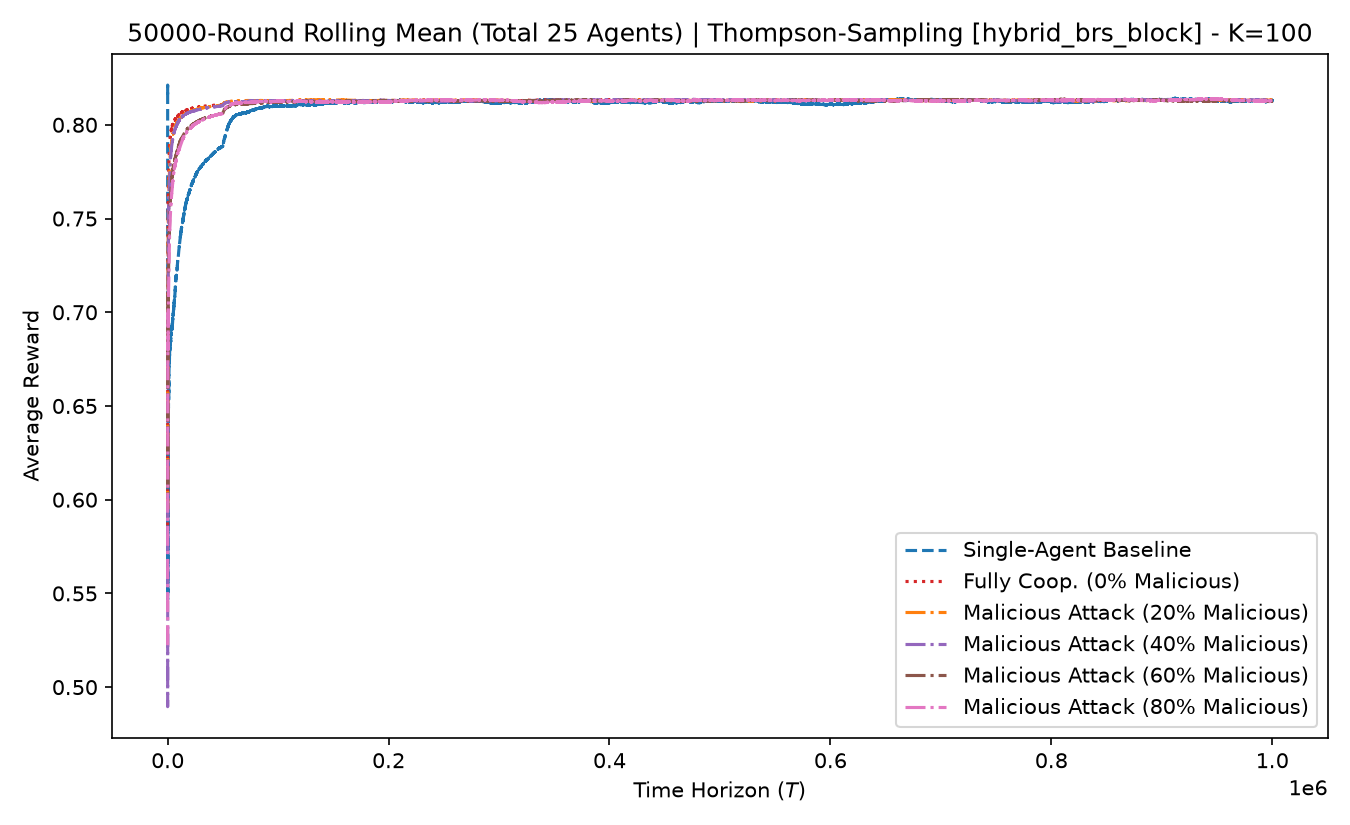 50000-Round Rolling Mean (Total 25 Agents) | Thompson-Sampling [hybrid_brs_block] - K=100
Average Reward
0.80
0.75
0.70
0.65
0.60
0.55
0.50
Single-Agent Baseline
Fully Coop. (0% Malicious)
Malicious Attack (20% Malicious)
Malicious Attack (40% Malicious)
Malicious Attack (60% Malicious)
Malicious Attack (80% Malicious)
0.0 0.2 0.4 0.6 0.8 1.0
1e6
Time Horizon (T)